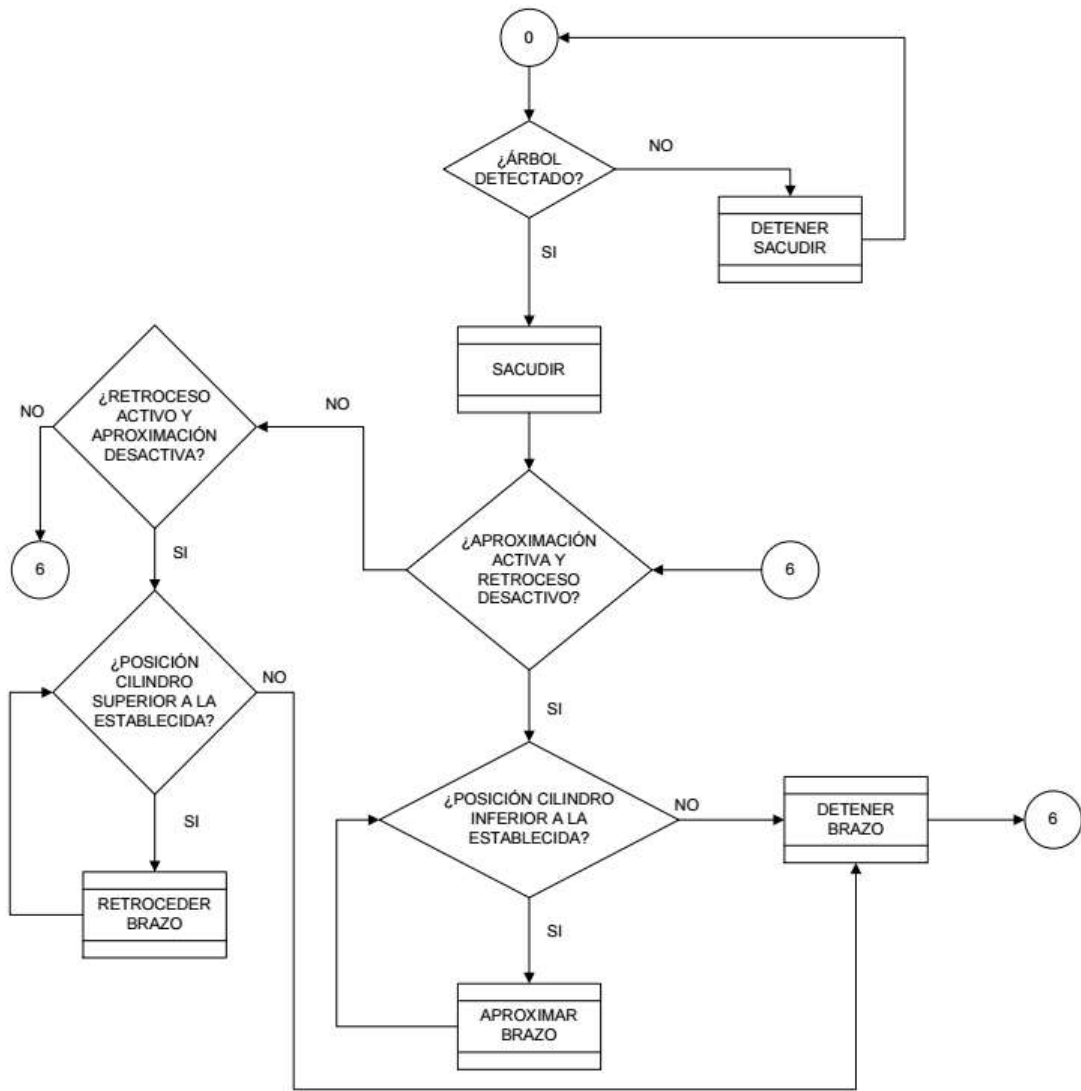 0
¿ÁRBOL
DETECTADO?
NO
DETENER
SACUDIR
SI
SACUDIR
¿RETROCESO
ACTIVO Y
APROXIMACIÓN
DESACTIVA?
NO
NO
SI
6
¿APROXIMACIÓN
ACTIVA Y
RETROCESO
DESACTIVO?
6
¿POSICIÓN
CILINDRO
SUPERIOR A LA
ESTABLECIDA?
NO
SI
SI
RETROCEDER
BRAZO
¿POSICIÓN CILINDRO
INFERIOR A LA
ESTABLECIDA?
NO
DETENER
BRAZO
6
SI
APROXIMAR
BRAZO